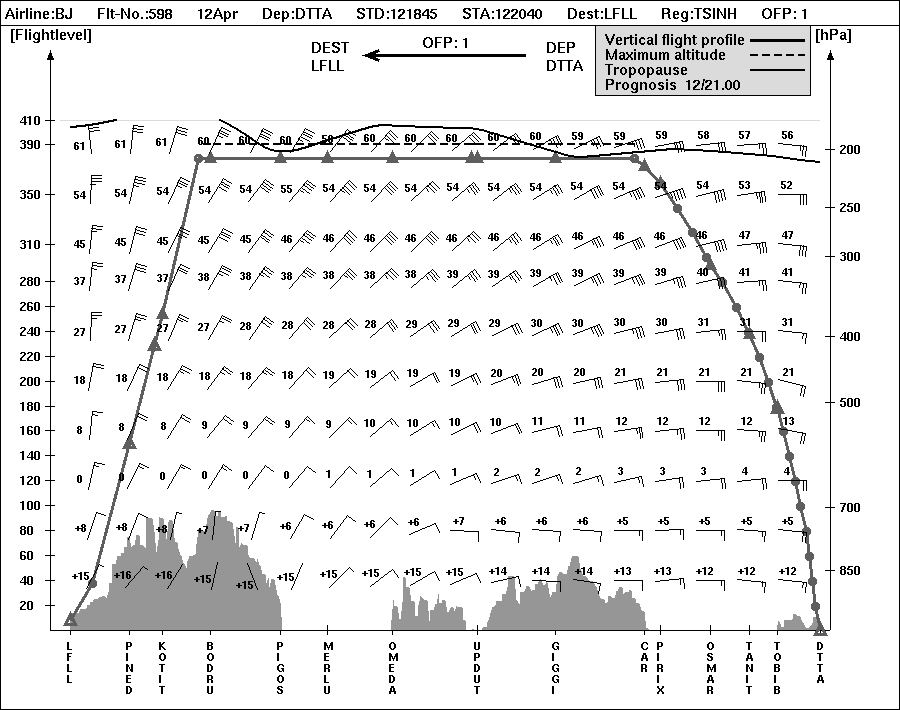 Airline:BJ Flt-No.:598 12Apr Dep:DTTA STD:121845 STA:122040 Dest:LFLL Reg:TSINH OFP: 1
[Flightlevel] DEST OFP: 1 DEP Vertical flight profile [hPa]
LFLL DTTA Maximum altitude
Tropopause
Prognosis 12/21.00
410
61 61 61 60 60 60 59 60 60 60 60 60 59 59 59 58 57 56
390 200
350 54 54 54 54 54 55 54 54 54 54 54 54 54 54 54 54 53 52
250
310 45 45 45 45 45 46 46 46 46 46 46 46 46 46 46 46 47 47
300
280 37 37 37 38 38 38 38 38 38 39 39 39 39 39 39 40 41 41
260
240 27 27 27 27 28 28 28 28 29 29 29 30 30 30 30 31 31 31
400
220
200 18 18 18 18 18 19 19 19 19 19 20 20 20 21 21 21 21 21
180 500
160 8 8 8 9 9 9 9 10 10 10 10 11 11 12 12 12 12 13
140
120 0 0 0 0 0 0 1 1 1 1 2 2 2 3 3 3 4 4
100 700
80 +8 +8 +8 +7 +7 +6 +6 +6 +6 +7 +6 +6 +6 +5 +5 +5 +5 +5
60
40 +15 +16 +16 +15 +15 +15 +15 +15 +15 +15 +14 +14 +14 +13 +13 +12 +12 +12 850
20
LFLL PINED KOTIT BODRU PIGOS MERLU OMEDA UPDUT GIGGI CAR PIRIX OSMAR TANIT TOBIB DTTA